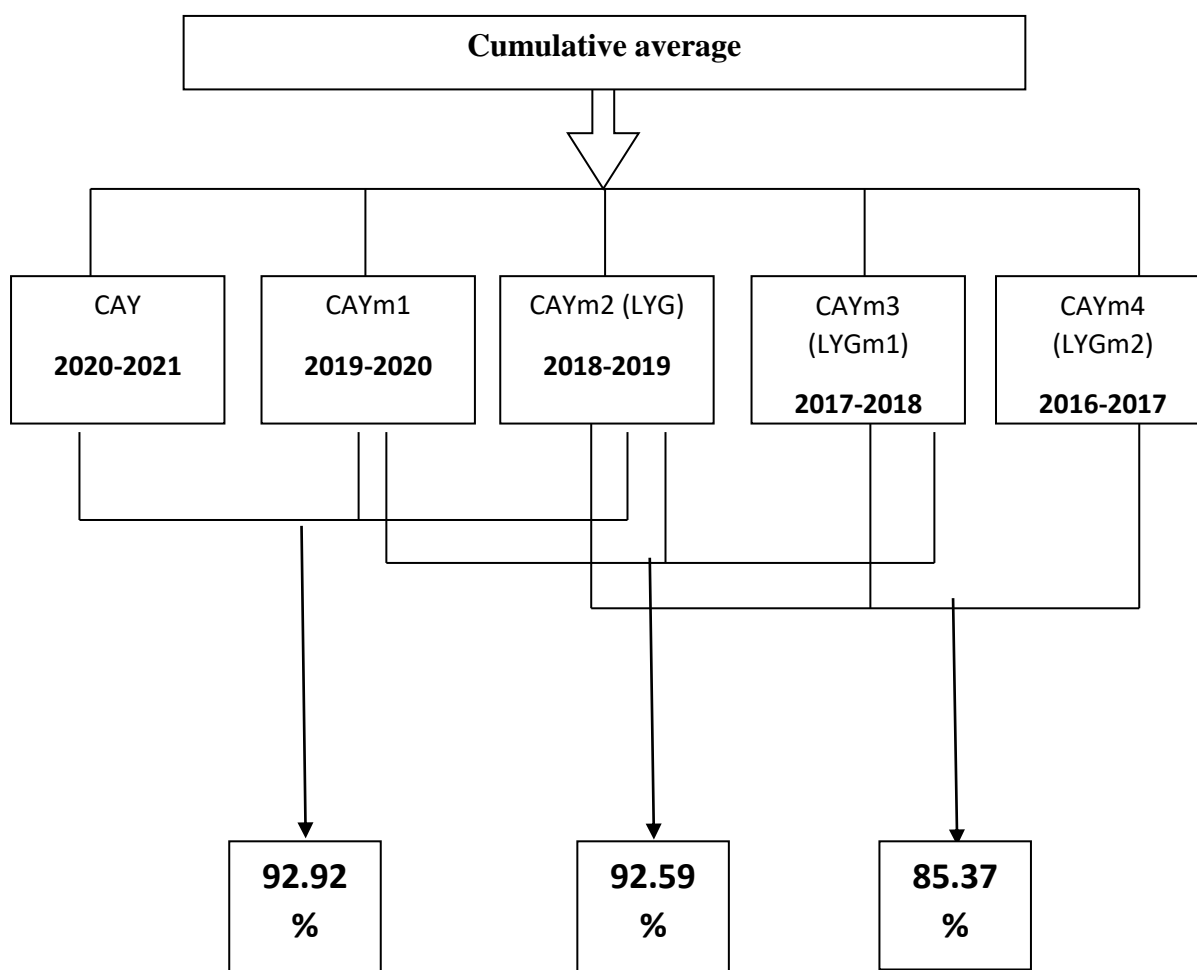 Cumulative average
CAY
2020-2021
CAYm1
2019-2020
CAYm2 (LYG)
2018-2019
CAYm3
(LYGm1)
2017-2018
CAYm4
(LYGm2)
2016-2017
92.92
%
92.59
%
85.37
%